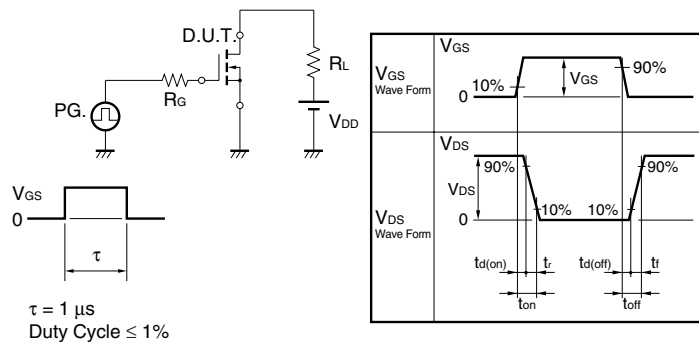 D.U.T.
RL
RG
PG.
VDD
VGS
0
τ
τ = 1 μs
Duty Cycle ≤ 1%
VGS
Wave Form
VGS
10%
VGS
90%
0
VDS
Wave Form
VDS
90%
VDS
90%
10%
10%
0
td(on)
tr
td(off)
tf
ton
toff